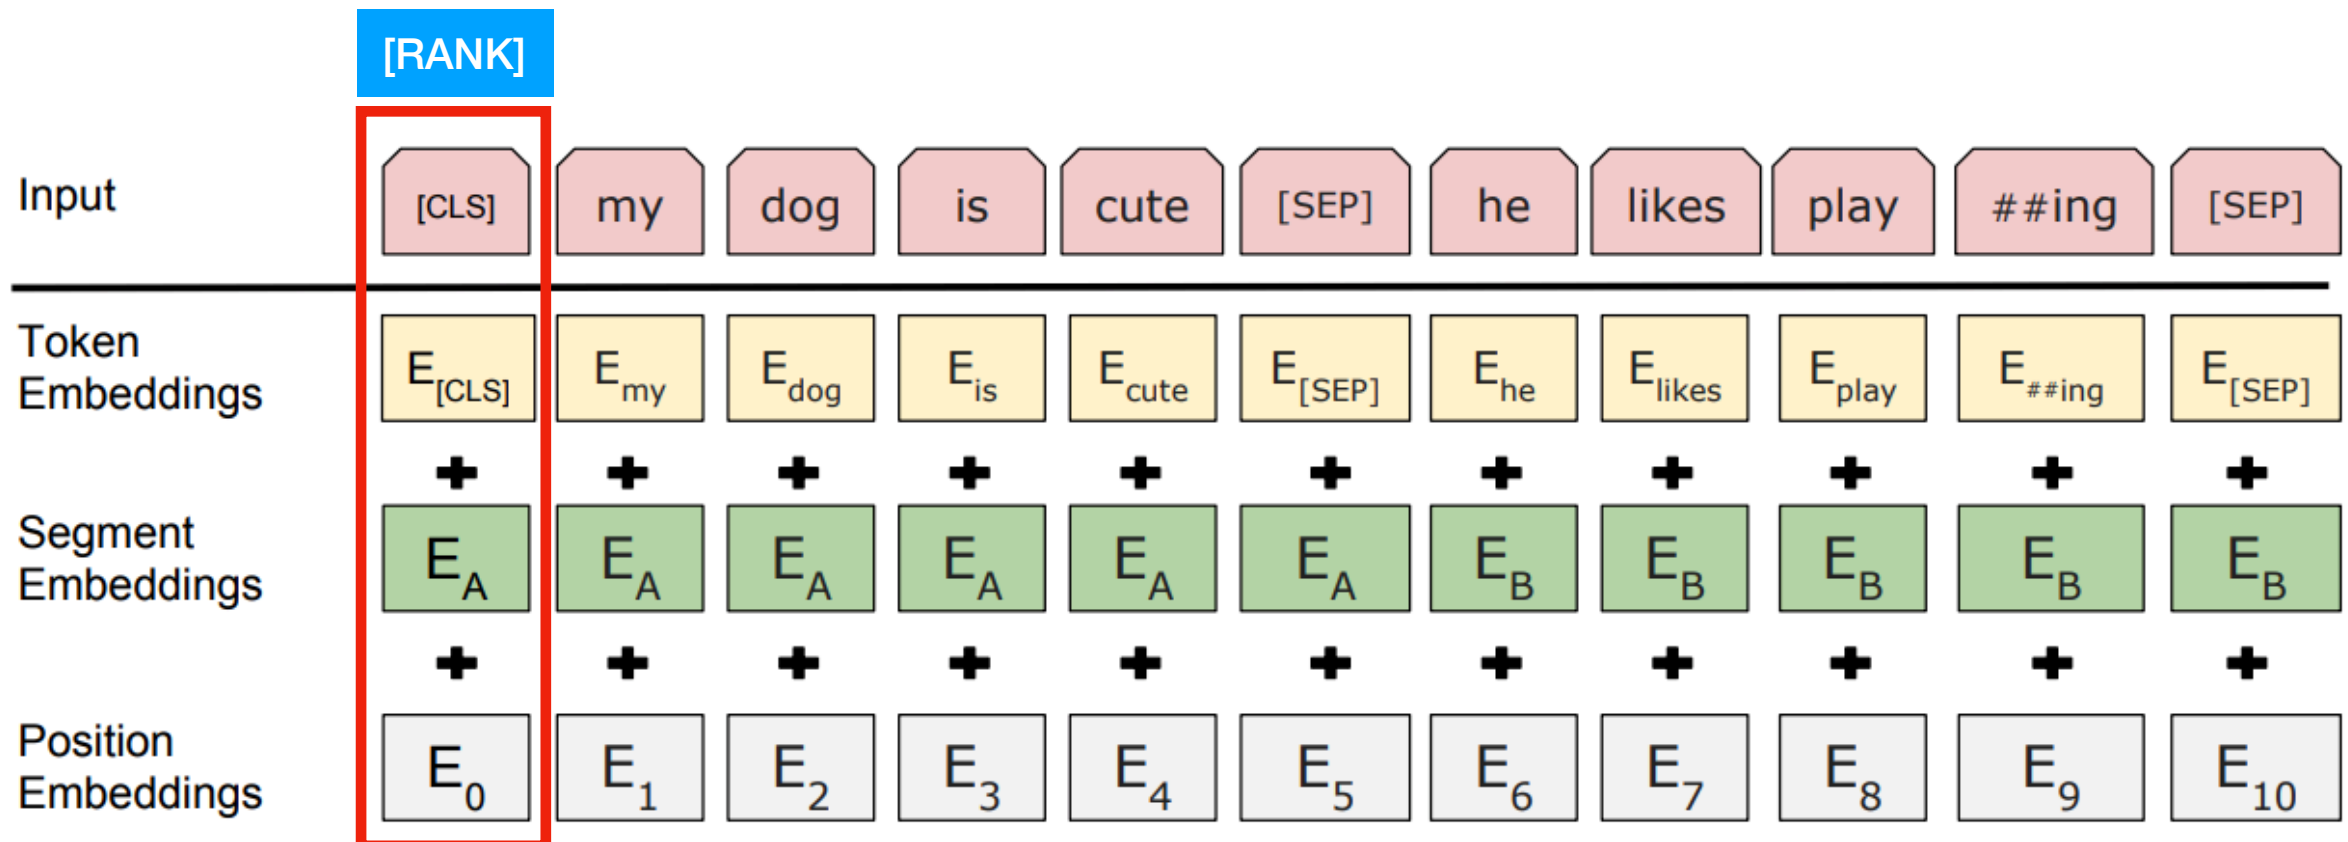 [RANK]
Input [CLS] my dog is cute [SEP] he likes play ##ing [SEP]
Token
Embeddings E[CLS] Emy Edog Eis Ecute E[SEP] Ehe Elikes Eplay E##ing E[SEP]
+ + + + + + + + + + +
Segment
Embeddings EA EA EA EA EA EA EB EB EB EB EB
+ + + + + + + + + + +
Position
Embeddings E0 E1 E2 E3 E4 E5 E6 E7 E8 E9 E10